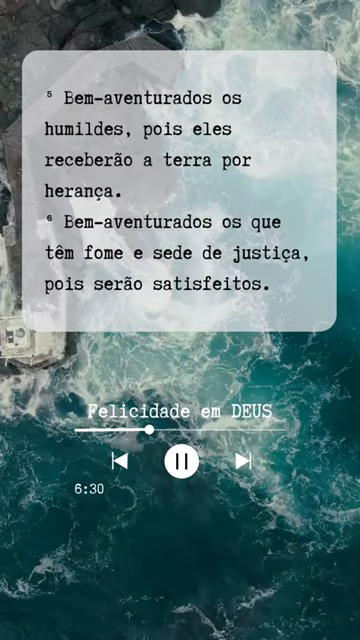 ⁵ Bem-aventurados os
humildes, pois eles
receberão a terra por
herança.
⁶ Bem-aventurados os que
têm fome e sede de justiça,
pois serão satisfeitos.
Felicidade em DEUS
6:30